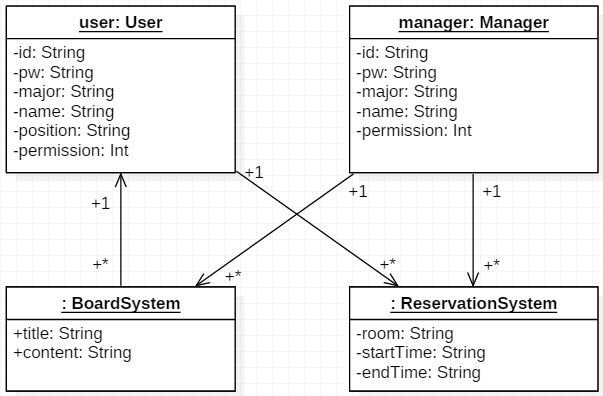 user: User
-id: String
-pw: String
-major: String
-name: String
-position: String
-permission: Int
manager: Manager
-id: String
-pw: String
-major: String
-name: String
-permission: Int
+1
+1
+1
+1
+*
+*
+*
+*
: BoardSystem
+title: String
+content: String
: ReservationSystem
-room: String
-startTime: String
-endTime: String